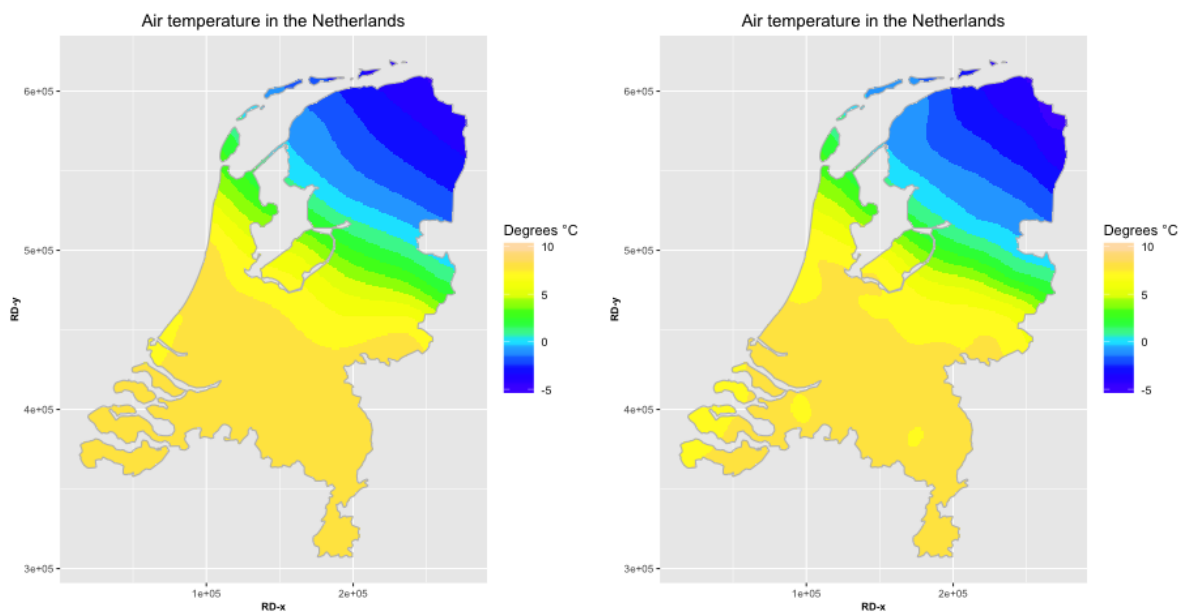 Air temperature in the Netherlands
6e+05
5e+05
4e+05
3e+05
RD-y
1e+05
2e+05
RD-x
Degrees °C
10
5
0
-5
Air temperature in the Netherlands
6e+05
5e+05
4e+05
3e+05
RD-y
1e+05
2e+05
RD-x
Degrees °C
10
5
0
-5